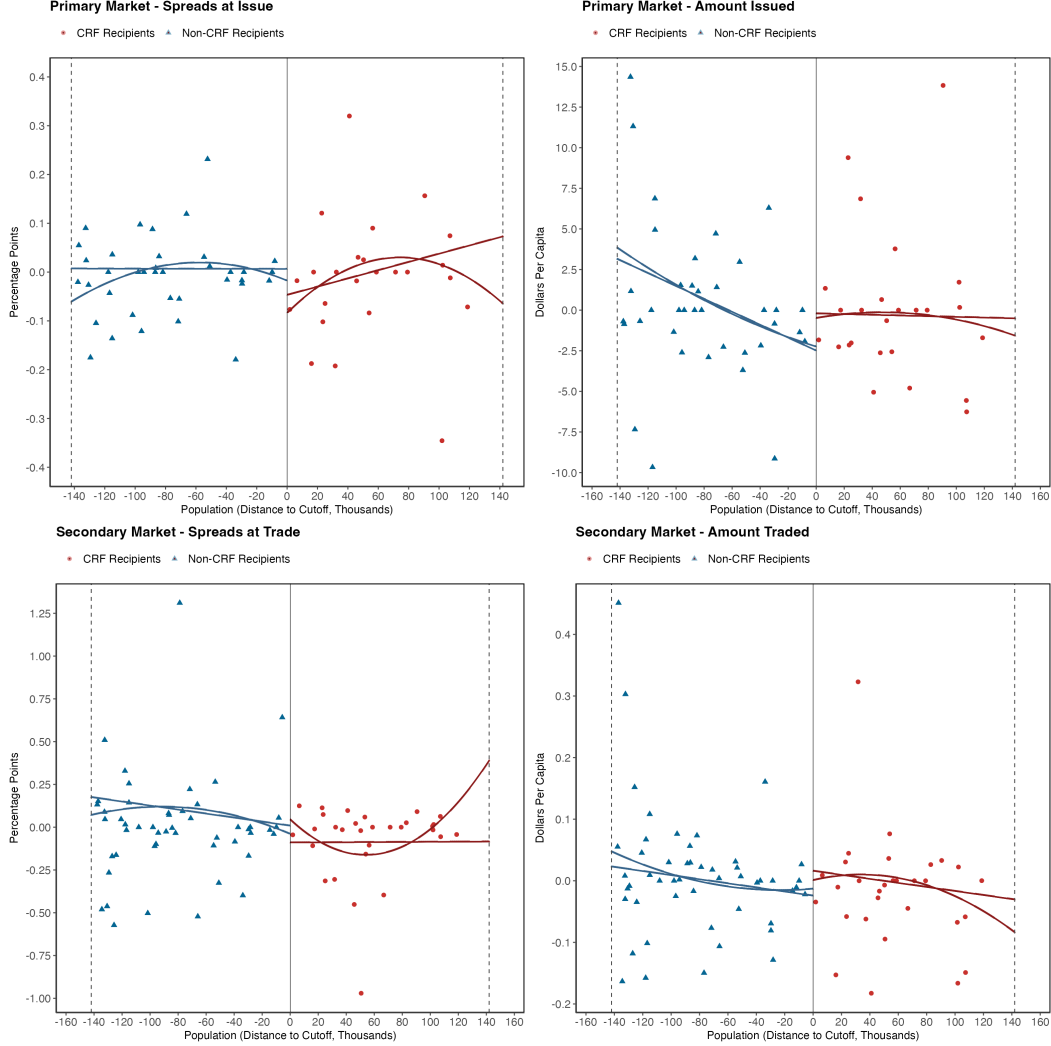 Primary Market - Spreads at Issue
CRF Recipients Non-CRF Recipients
Percentage Points
0.4
0.3
0.2
0.1
0.0
-0.1
-0.2
-0.3
-0.4
-140 -120 -100 -80 -60 -40 -20 0 20 40 60 80 100 120 140
Population (Distance to Cutoff, Thousands)
Primary Market - Amount Issued
CRF Recipients Non-CRF Recipients
Dollars Per Capita
15.0
12.5
10.0
7.5
5.0
2.5
0.0
-2.5
-5.0
-7.5
-10.0
-160 -140 -120 -100 -80 -60 -40 -20 0 20 40 60 80 100 120 140 160
Population (Distance to Cutoff, Thousands)
Secondary Market - Spreads at Trade
CRF Recipients Non-CRF Recipients
Percentage Points
1.25
1.00
0.75
0.50
0.25
0.00
-0.25
-0.50
-0.75
-1.00
-160 -140 -120 -100 -80 -60 -40 -20 0 20 40 60 80 100 120 140 160
Population (Distance to Cutoff, Thousands)
Secondary Market - Amount Traded
CRF Recipients Non-CRF Recipients
Dollars Per Capita
0.4
0.3
0.2
0.1
0.0
-0.1
-0.2
-160 -140 -120 -100 -80 -60 -40 -20 0 20 40 60 80 100 120 140 160
Population (Distance to Cutoff, Thousands)